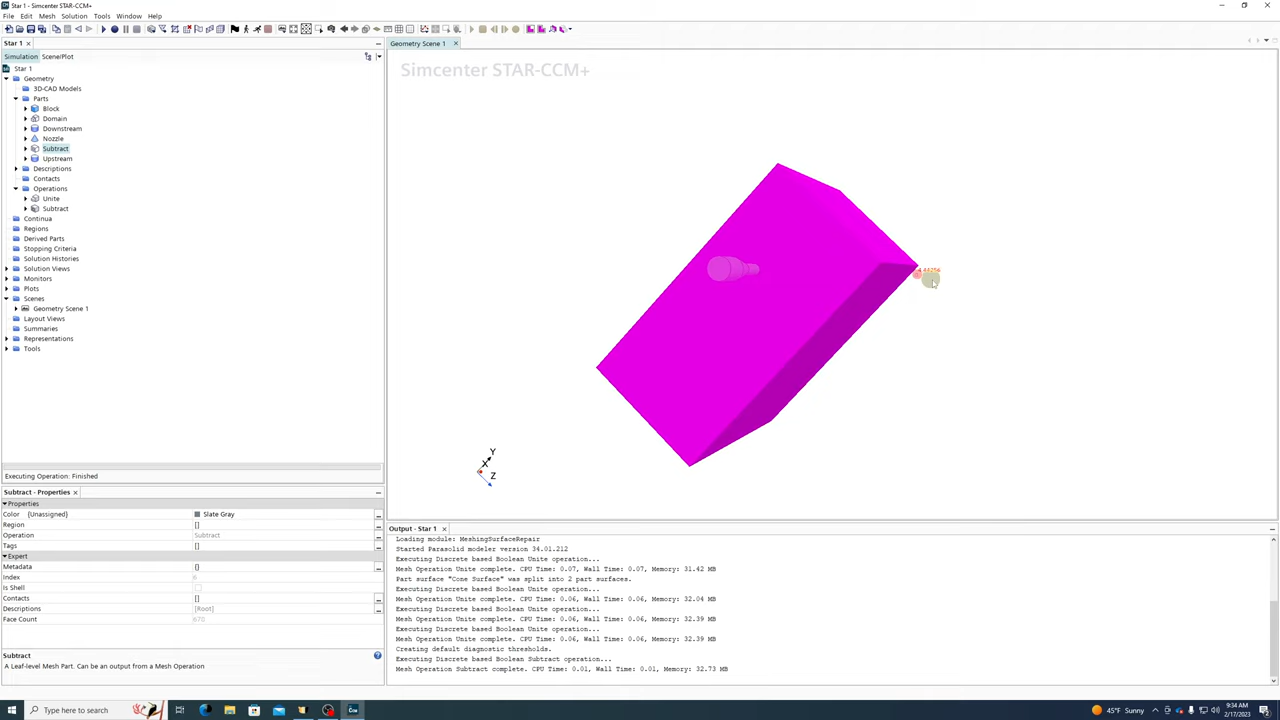 Star 1 - Simcenter STAR-CCM+
File Edit Mesh Solution Tools Window Help
Star 1
Geometry Scene 1
Simulation Scene/Plot
Star 1
Geometry
3D-CAD Models
Parts
Block
Domain
Downstream
Nozzle
Subtract
Upstream
Descriptions
Contacts
Operations
Unite
Subtract
Continua
Regions
Derived Parts
Stopping Criteria
Solution Histories
Solution Views
Monitors
Plots
Scenes
Geometry Scene 1
Layout Views
Summaries
Representations
Tools
Executing Operation: Finished
Simcenter STAR-CCM+
Y
X
Z
Subtract - Properties
Properties
Color {Unassigned} Slate Gray
Region []
Operation Subtract
Tags []
Expert
Metadata {}
Index 6
Is Shell
Contacts []
Descriptions [Root]
Face Count 670
Subtract
A Leaf-level Mesh Part. Can be an output from a Mesh Operation
Output - Star 1
Loading module: MeshingSurfaceRepair
Started Parasolid modeler version 34.01.212
Executing Discrete based Boolean Unite operation...
Mesh Operation Unite complete. CPU Time: 0.07, Wall Time: 0.07, Memory: 31.42 MB
Part surface "Cone Surface" was split into 2 part surfaces.
Executing Discrete based Boolean Unite operation...
Mesh Operation Unite complete. CPU Time: 0.06, Wall Time: 0.06, Memory: 32.04 MB
Executing Discrete based Boolean Unite operation...
Mesh Operation Unite complete. CPU Time: 0.06, Wall Time: 0.06, Memory: 32.39 MB
Executing Discrete based Boolean Unite operation...
Mesh Operation Unite complete. CPU Time: 0.06, Wall Time: 0.06, Memory: 32.39 MB
Creating default diagnostic thresholds.
Executing Discrete based Boolean Subtract operation...
Mesh Operation Subtract complete. CPU Time: 0.01, Wall Time: 0.01, Memory: 32.73 MB
Type here to search
45°F Sunny
9:34 AM
2/17/2023